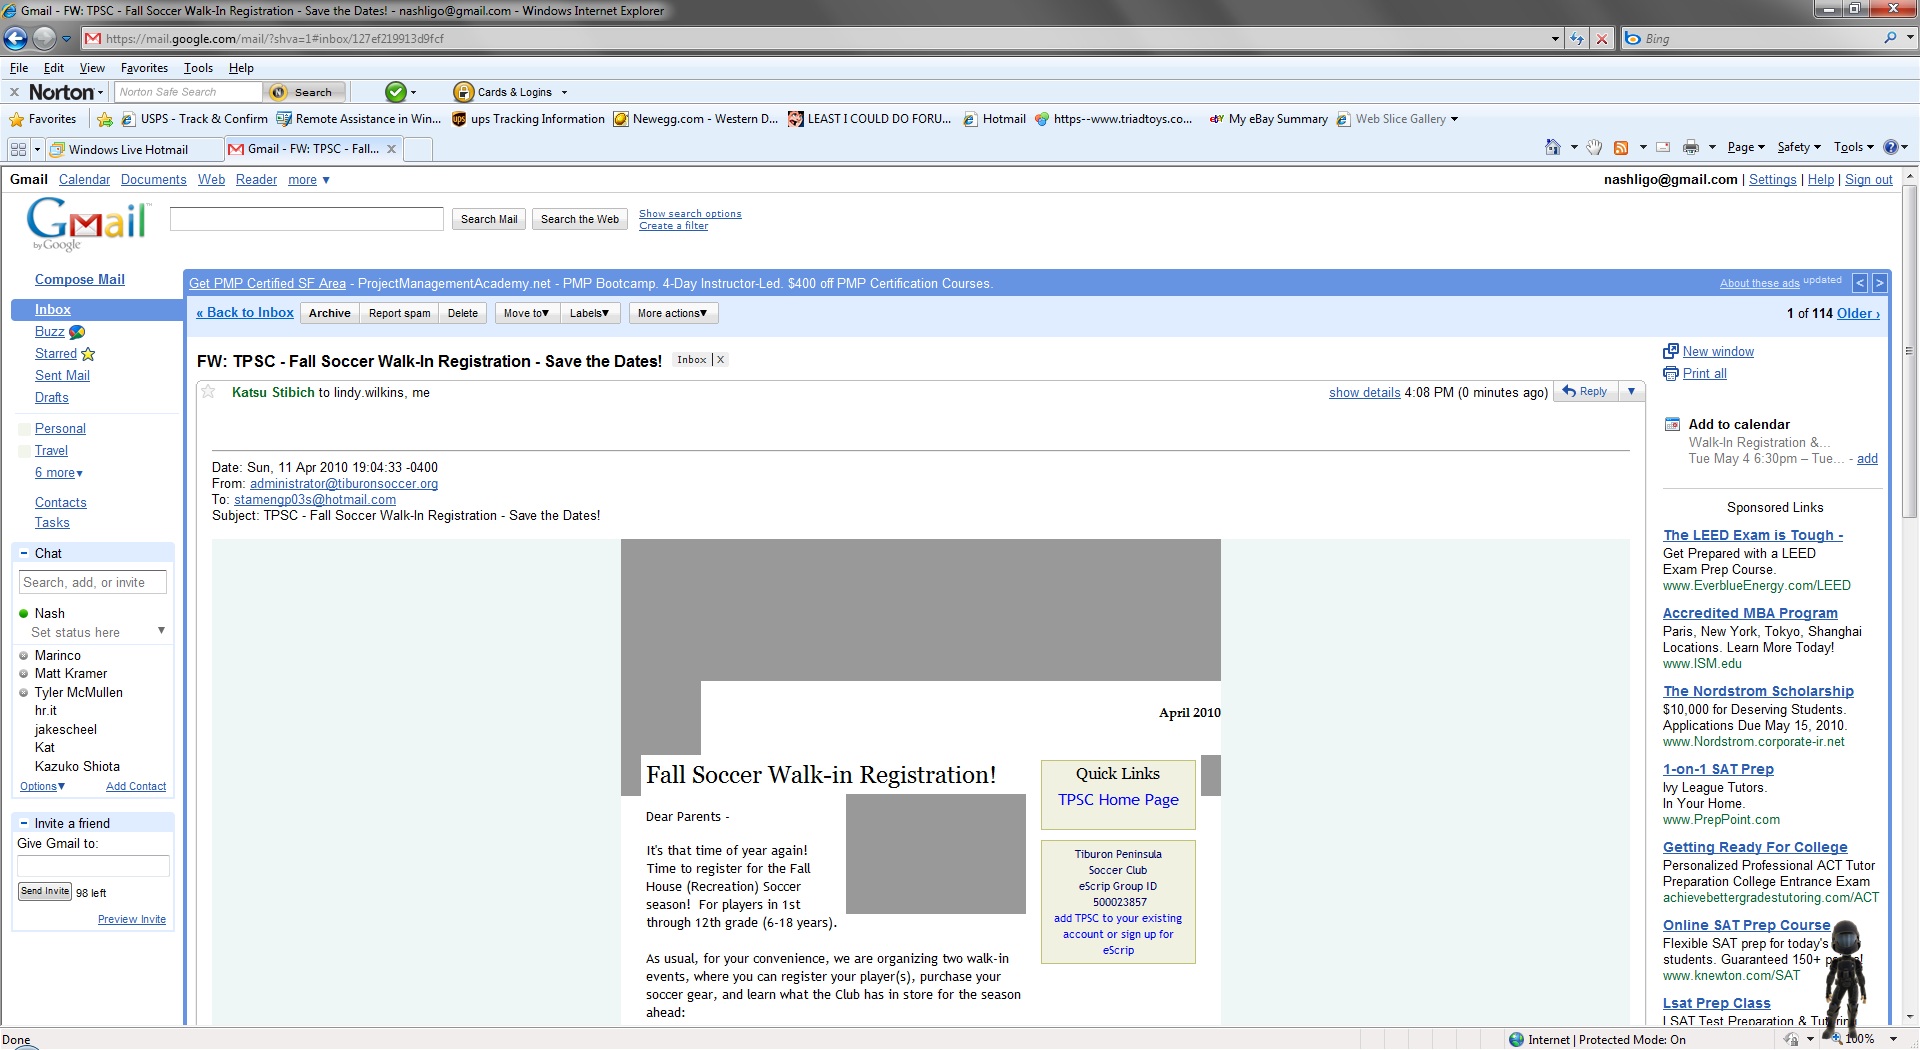 Gmail - FW: TPSC - Fall Soccer Walk-In Registration - Save the Dates! - nashligo@gmail.com - Windows Internet Explorer
https://mail.google.com/mail/?shva=1#inbox/127ef219913d9fcf
Bing
File Edit View Favorites Tools Help
Norton Norton Safe Search Search Cards & Logins
Favorites USPS - Track & Confirm Remote Assistance in Win... ups Tracking Information Newegg.com - Western D... LEAST I COULD DO FORU... Hotmail https--www.triadtoys.co... My eBay Summary Web Slice Gallery
Windows Live Hotmail Gmail - FW: TPSC - Fall... Page Safety Tools
Gmail Calendar Documents Web Reader more nashligo@gmail.com | Settings | Help | Sign out
Gmail by Google
Search Mail Search the Web Show search options
Create a filter
Compose Mail
Inbox
Buzz
Starred
Sent Mail
Drafts
Personal
Travel
6 more
Contacts
Tasks
Chat
Search, add, or invite
Nash
Set status here
Marinco
Matt Kramer
Tyler McMullen
hr.it
jakescheel
Kat
Kazuko Shiota
Options Add Contact
Invite a friend
Give Gmail to:
Send Invite 98 left
Preview Invite
Get PMP Certified SF Area - ProjectManagementAcademy.net - PMP Bootcamp. 4-Day Instructor-Led. $400 off PMP Certification Courses. About these ads updated < >
« Back to Inbox Archive Report spam Delete Move to Labels More actions 1 of 114 Older ›
FW: TPSC - Fall Soccer Walk-In Registration - Save the Dates! Inbox | X
Katsu Stibich to lindy.wilkins, me show details 4:08 PM (0 minutes ago) Reply
Date: Sun, 11 Apr 2010 19:04:33 -0400
From: administrator@tiburonsoccer.org
To: stamengp03s@hotmail.com
Subject: TPSC - Fall Soccer Walk-In Registration - Save the Dates!
April 2010
Fall Soccer Walk-in Registration!
Dear Parents -
It's that time of year again!
Time to register for the Fall
House (Recreation) Soccer
season! For players in 1st
through 12th grade (6-18 years).
As usual, for your convenience, we are organizing two walk-in
events, where you can register your player(s), purchase your
soccer gear, and learn what the Club has in store for the season
ahead:
Quick Links
TPSC Home Page
Tiburon Peninsula
Soccer Club
eScrip Group ID
500023857
add TPSC to your existing
account or sign up for
eScrip
New window
Print all
Add to calendar
Walk-In Registration &...
Tue May 4 6:30pm – Tue... - add
Sponsored Links
The LEED Exam is Tough -
Get Prepared with a LEED
Exam Prep Course.
www.EverblueEnergy.com/LEED
Accredited MBA Program
Paris, New York, Tokyo, Shanghai
Locations. Learn More Today!
www.ISM.edu
The Nordstrom Scholarship
$10,000 for Deserving Students.
Applications Due May 15, 2010.
www.Nordstrom.corporate-ir.net
1-on-1 SAT Prep
Ivy League Tutors.
In Your Home.
www.PrepPoint.com
Getting Ready For College
Personalized Professional ACT Tutor
Preparation College Entrance Exam
achievebettergradestutoring.com/ACT
Online SAT Prep Course
Flexible SAT prep for today's
students. Guaranteed 150+
www.knewton.com/SAT
Lsat Prep Class
LSAT Test Preparation &
Done Internet | Protected Mode: On 100%